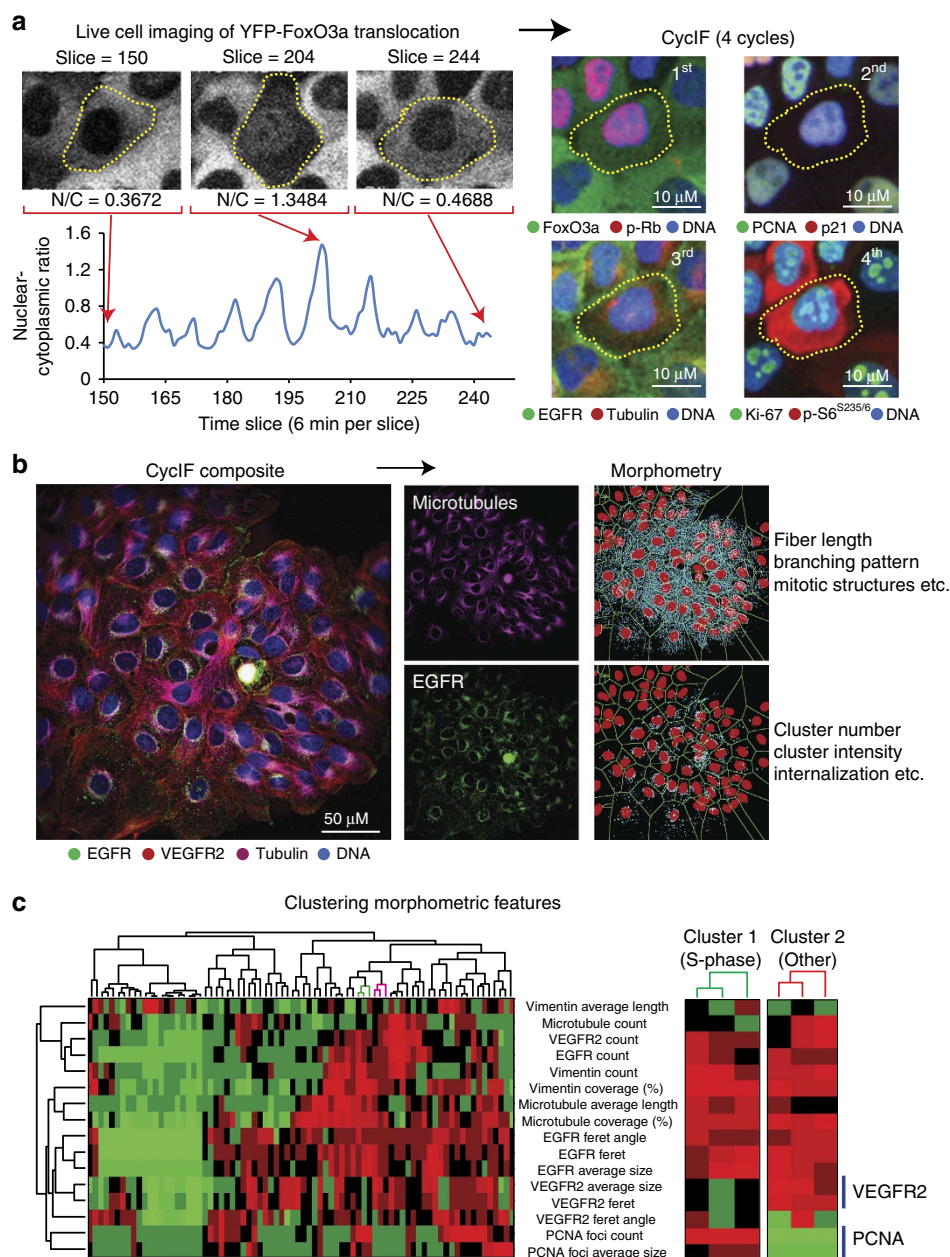 a
Live cell imaging of YFP-FoxO3a translocation
Slice = 150
Slice = 204
Slice = 244
N/C = 0.3672
N/C = 1.3484
N/C = 0.4688
Nuclear-
cytoplasmic ratio
1.6
1.2
0.8
0.4
0
150
165
180
195
210
225
240
Time slice (6 min per slice)
CycIF (4 cycles)
1st
10 μM
2nd
10 μM
FoxO3a p-Rb DNA
PCNA p21 DNA
3rd
10 μM
4th
10 μM
EGFR Tubulin DNA
Ki-67 p-S6S235/6 DNA
b
CycIF composite
Morphometry
50 μM
EGFR VEGFR2 Tubulin DNA
Microtubules
EGFR
Fiber length
branching pattern
mitotic structures etc.
Cluster number
cluster intensity
internalization etc.
c
Clustering morphometric features
Cluster 1
(S-phase)
Cluster 2
(Other)
Vimentin average length
Microtubule count
VEGFR2 count
EGFR count
Vimentin count
Vimentin coverage (%)
Microtubule average length
Microtubule coverage (%)
EGFR feret angle
EGFR feret
EGFR average size
VEGFR2 average size
VEGFR2 feret
VEGFR2 feret angle
PCNA foci count
PCNA foci average size
VEGFR2
PCNA